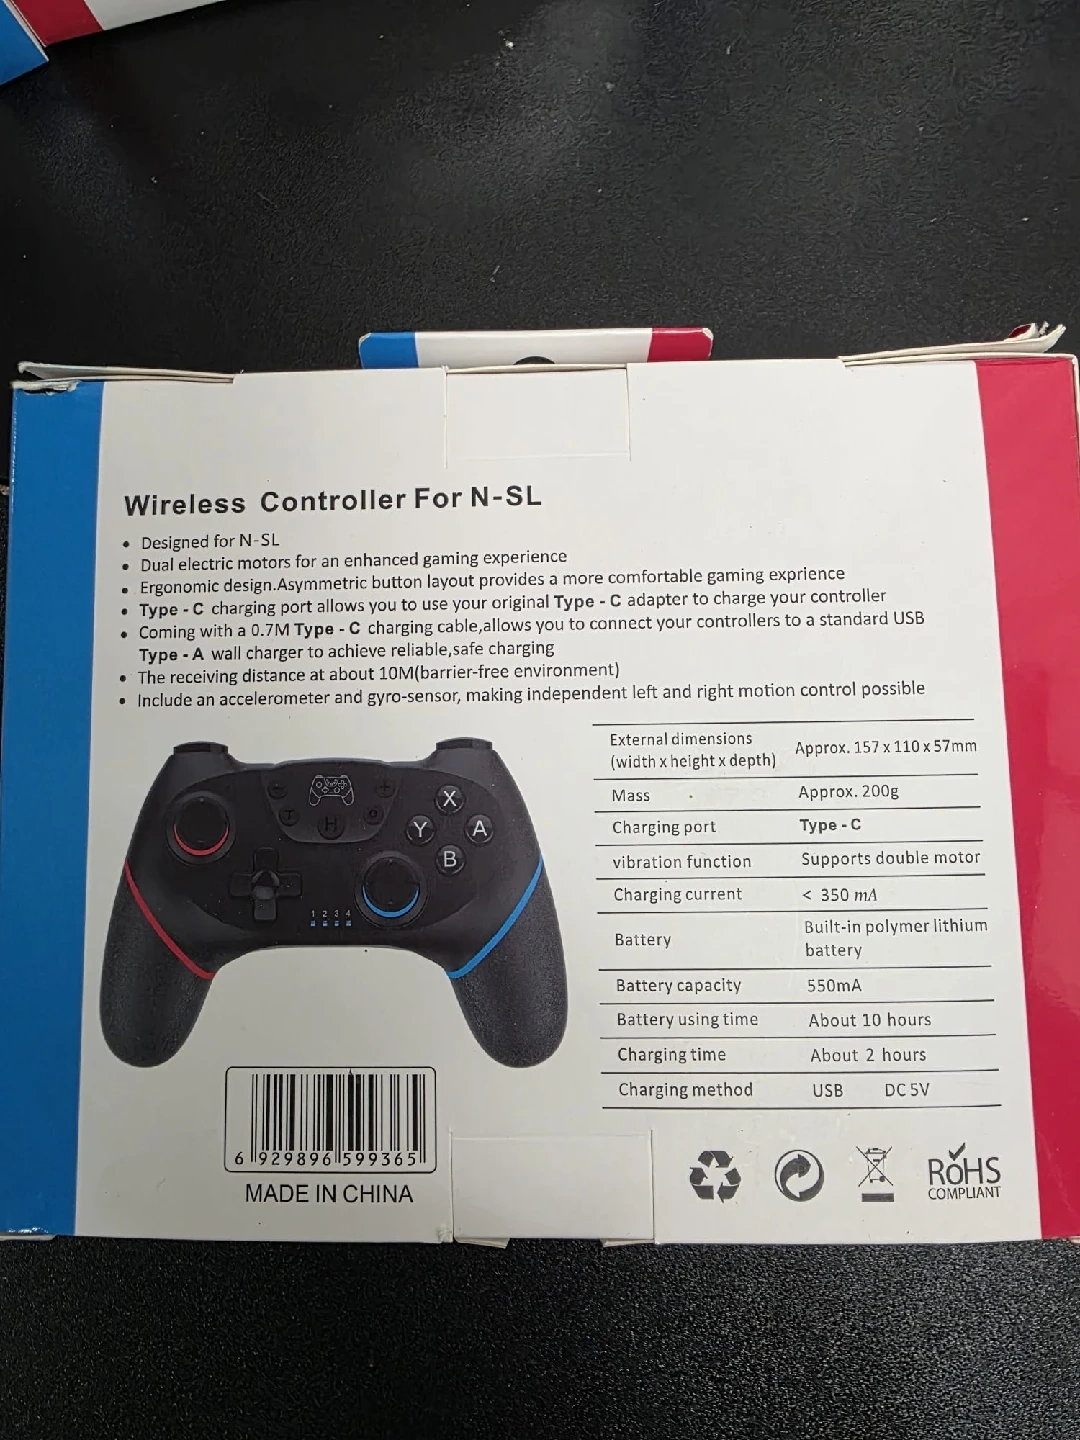 Wireless Controller For N-SL
• Designed for N-SL
• Dual electric motors for an enhanced gaming experience
• Ergonomic design.Asymmetric button layout provides a more comfortable gaming exprience
• Type - C charging port allows you to use your original Type - C adapter to charge your controller
• Coming with a 0.7M Type - C charging cable,allows you to connect your controllers to a standard USB
Type - A wall charger to achieve reliable,safe charging
• The receiving distance at about 10M(barrier-free environment)
• Include an accelerometer and gyro-sensor, making independent left and right motion control possible
X
Y
A
B
T
H
1 2 3 4
External dimensions
(width x height x depth)
Approx. 157 x 110 x 57mm
Mass
Approx. 200g
Charging port
Type - C
vibration function
Supports double motor
Charging current
< 350 mA
Battery
Built-in polymer lithium
battery
Battery capacity
550mA
Battery using time
About 10 hours
Charging time
About 2 hours
Charging method
USB DC 5V
6 929896 599365
MADE IN CHINA
RoHS
COMPLIANT